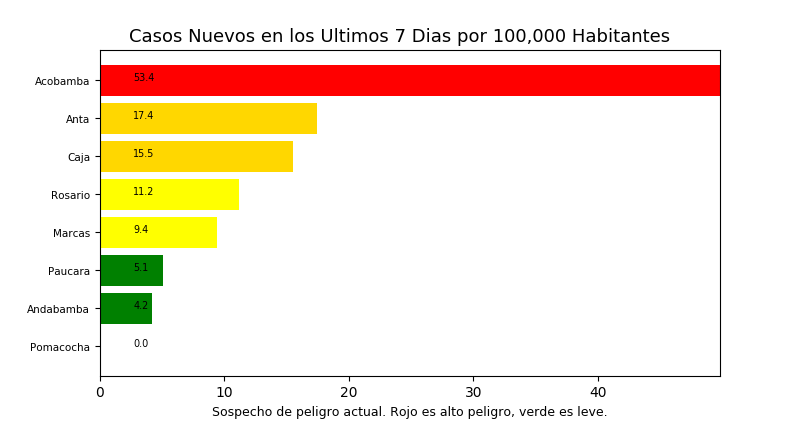 Casos Nuevos en los Ultimos 7 Dias por 100,000 Habitantes
Acobamba 53.4
Anta 17.4
Caja 15.5
Rosario 11.2
Marcas 9.4
Paucara 5.1
Andabamba 4.2
Pomacocha 0.0
0 10 20 30 40
Sospecho de peligro actual. Rojo es alto peligro, verde es leve.